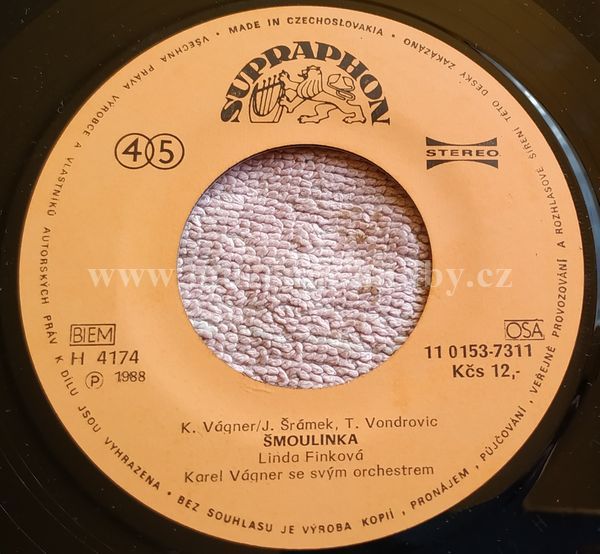 VŠECHNA PRÁVA VÝROBCE A VLASTNÍKŮ AUTORSKÝCH PRÁV K DÍLU JSOU VYHRAZENA • BEZ SOUHLASU JE VÝROBA KOPIÍ, PRONÁJEM, PŮJČOVÁNÍ, VEŘEJNÉ PROVOZOVÁNÍ A ROZHLASOVÉ ŠÍŘENÍ TÉTO DESKY ZAKÁZÁNO • MADE IN CZECHOSLOVAKIA •
SUPRAPHON
45
STEREO
BIEM
H 4174
Ⓟ 1988
OSA
11 0153-7311
Kčs 12,-
K. Vágner/J. Šrámek, T. Vondrovic
ŠMOULINKA
Linda Finková
Karel Vágner se svým orchestrem